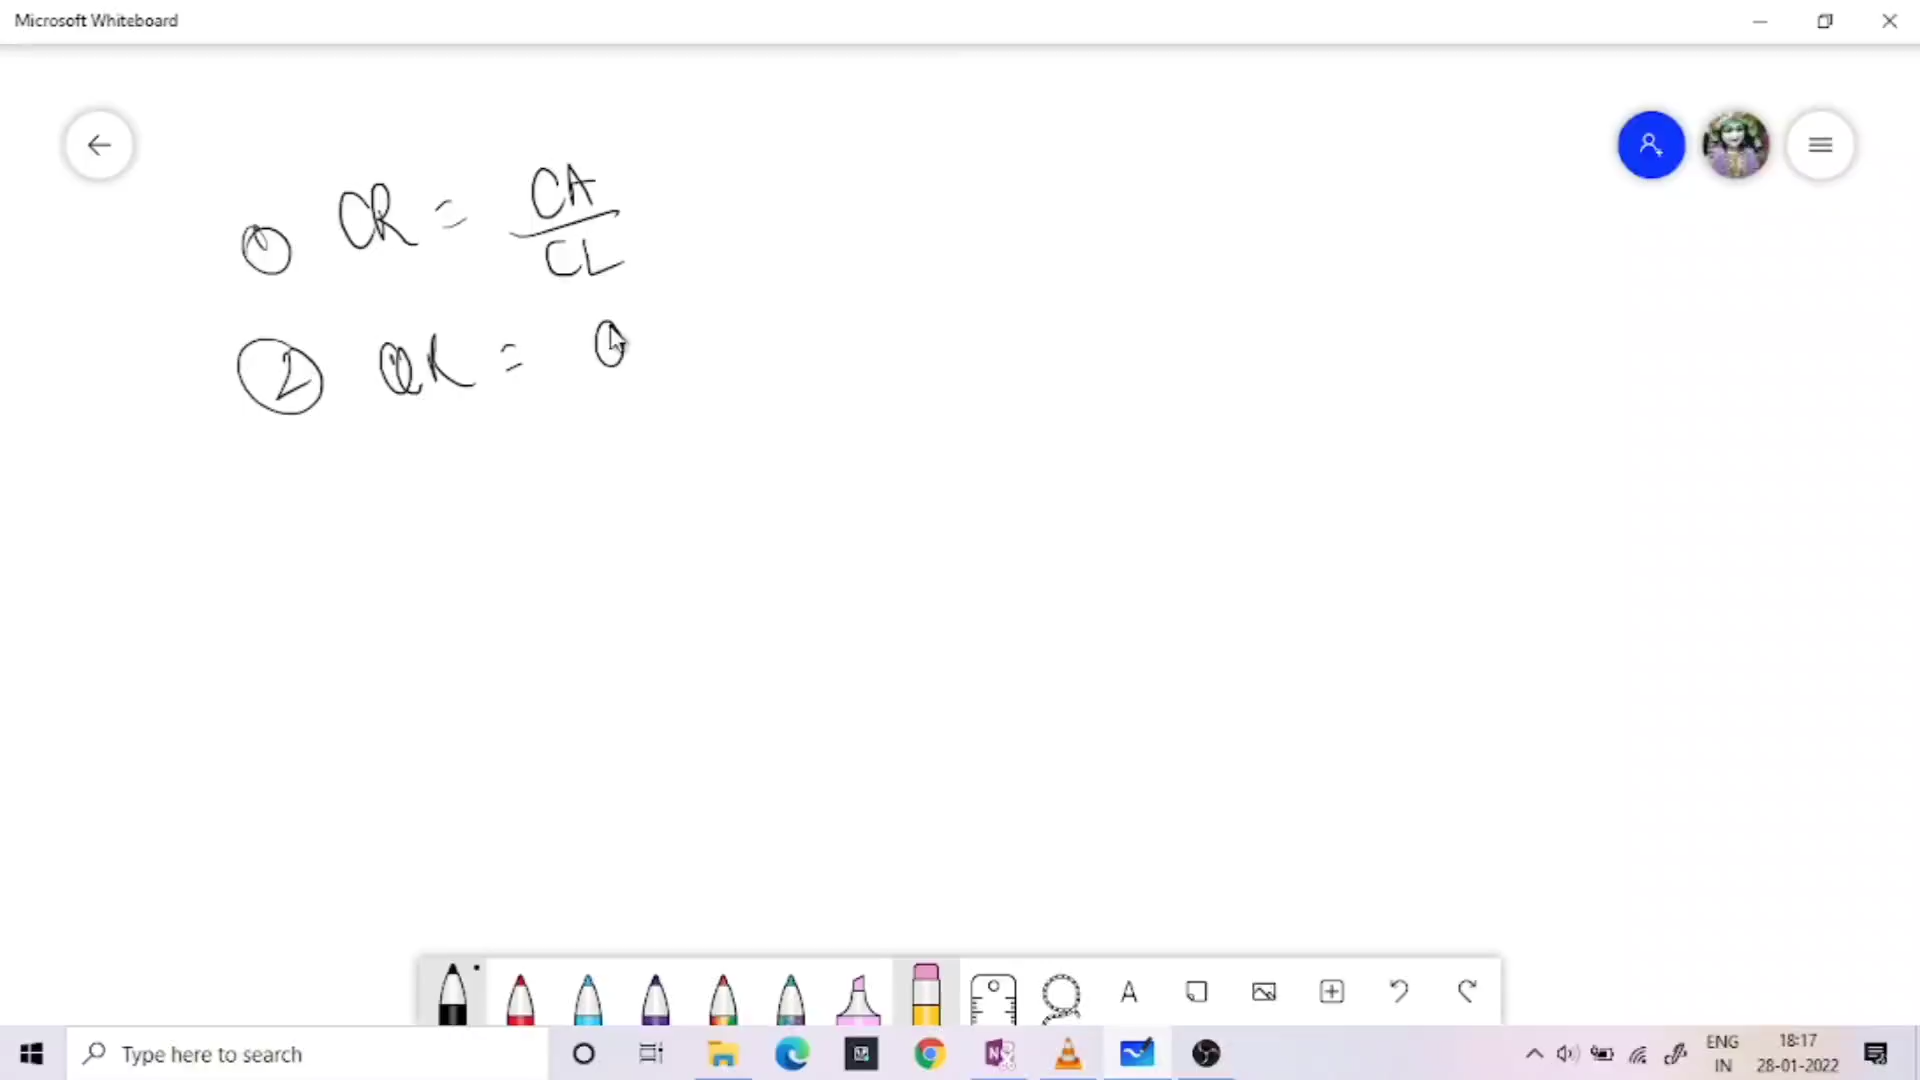 Microsoft Whiteboard
① CR = CA
CL
② QR = Q
A
Type here to search
ENG
IN
18:17
28-01-2022